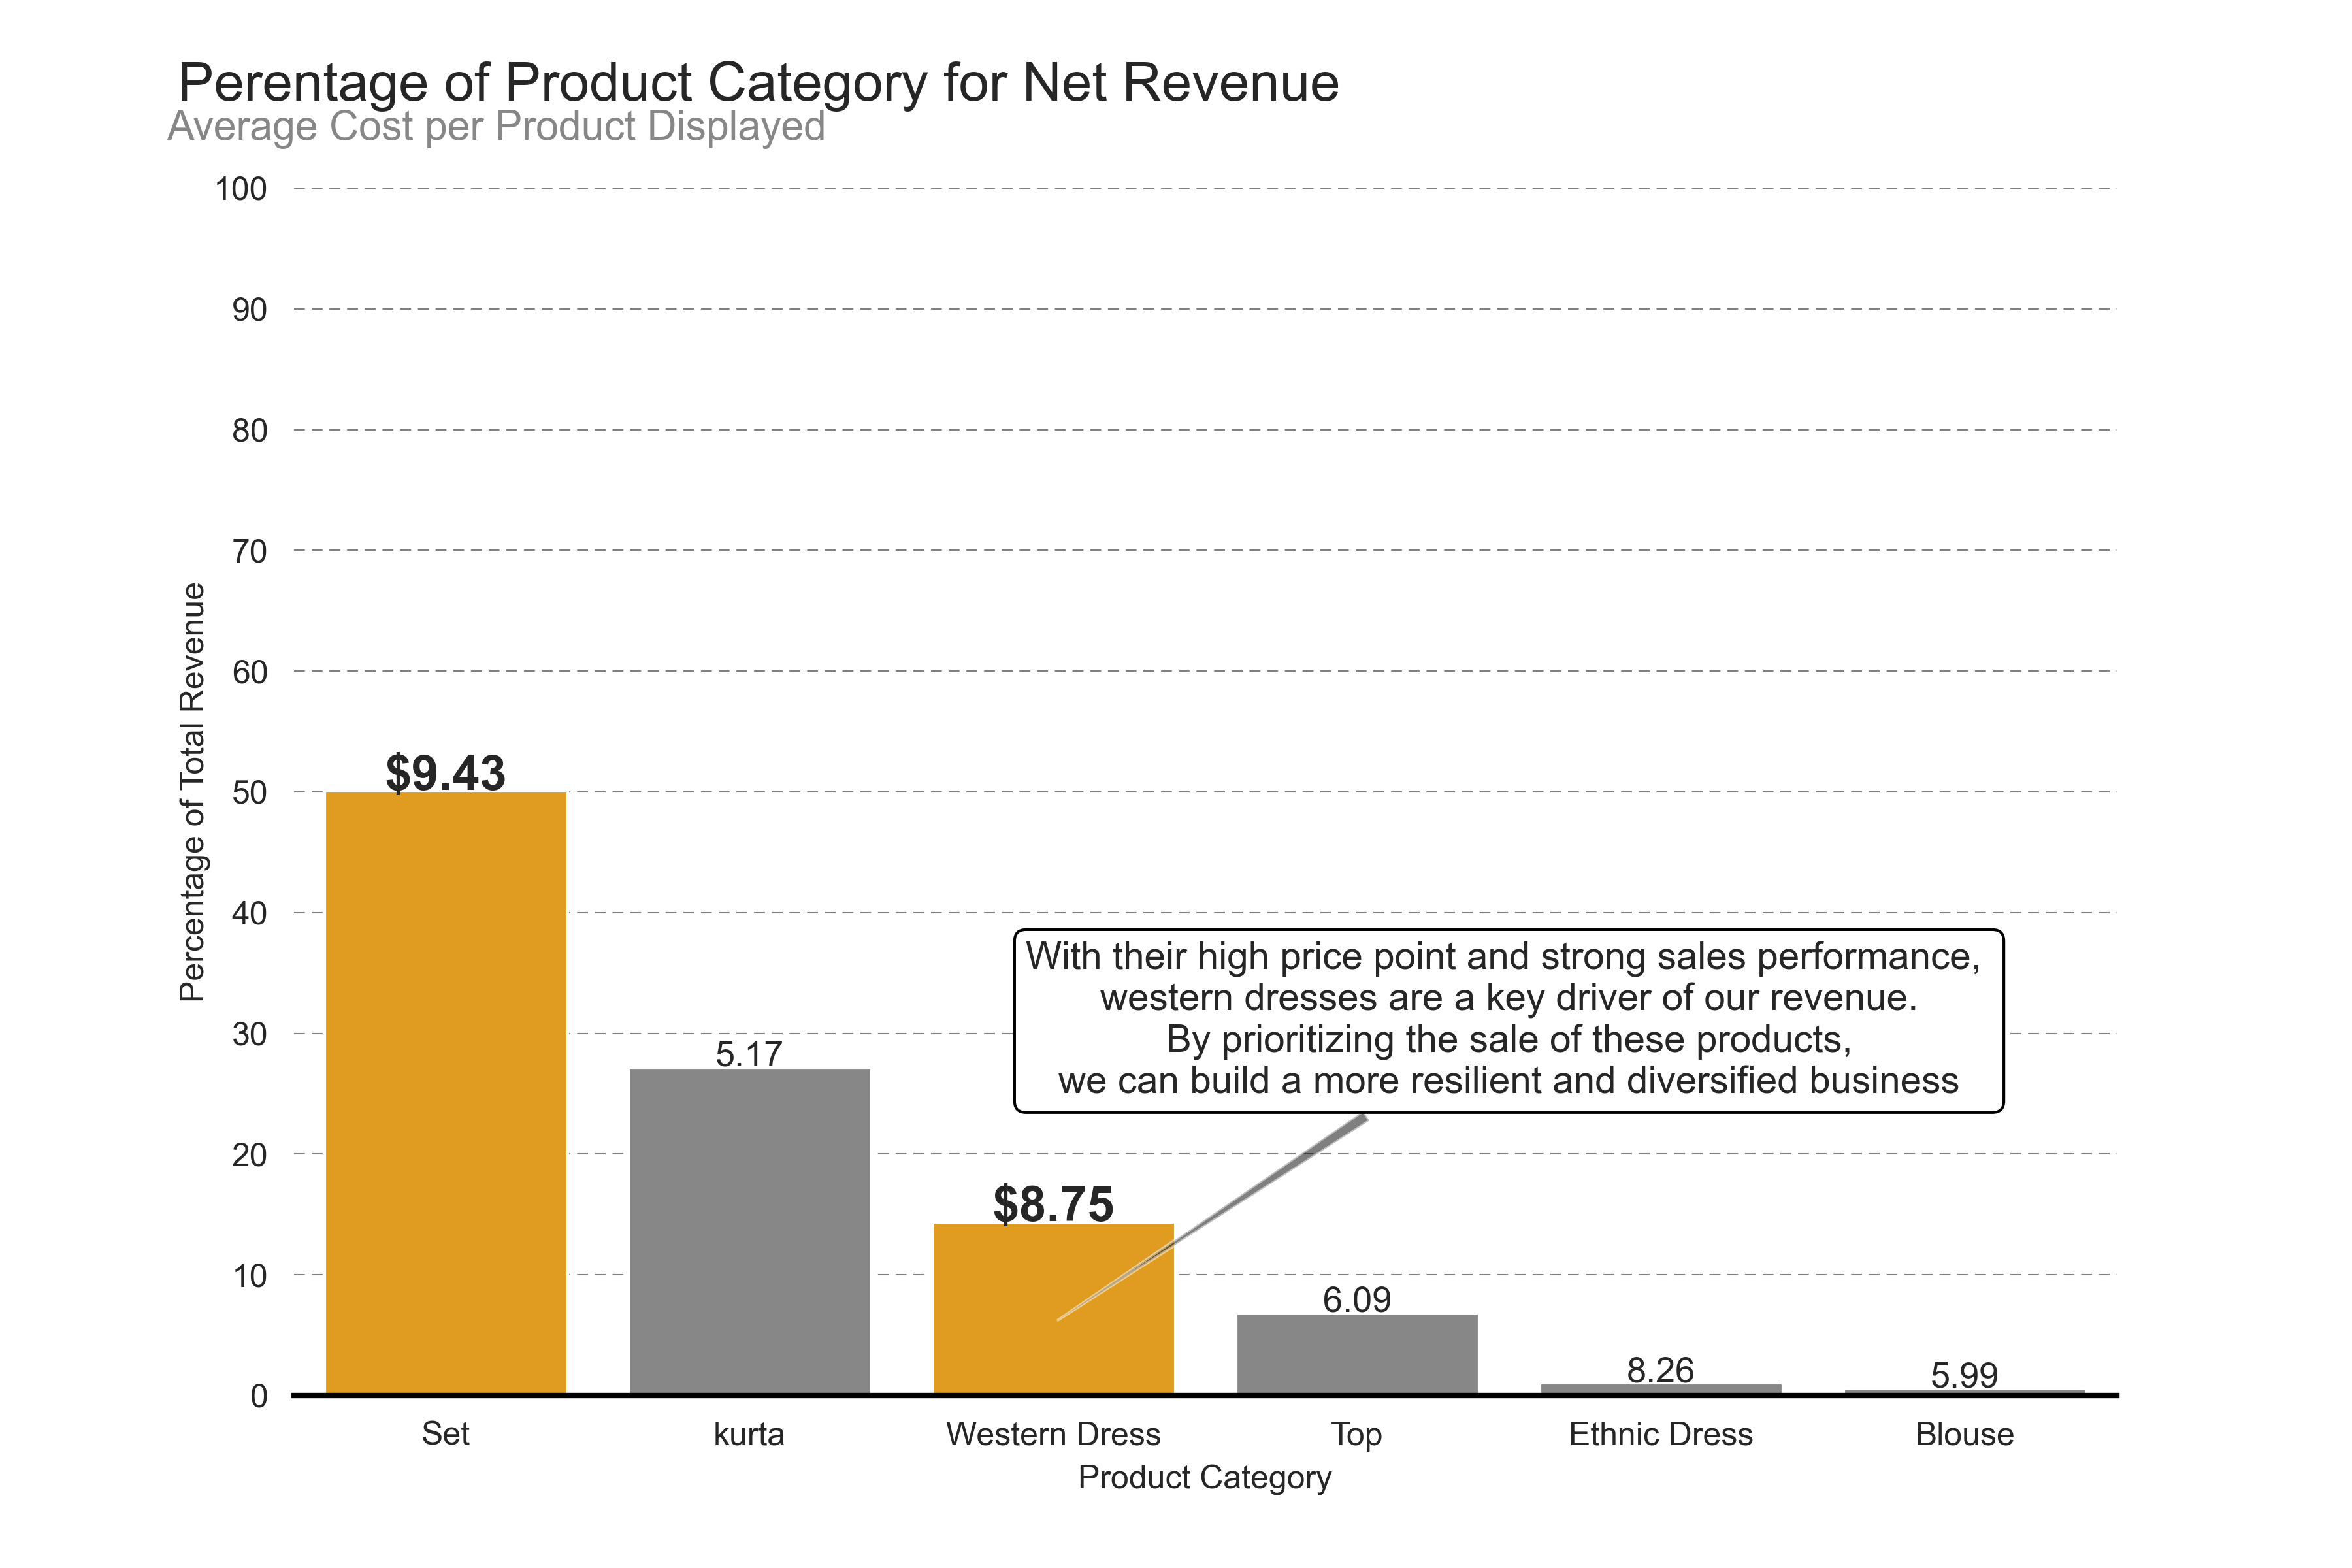 Perentage of Product Category for Net Revenue
Average Cost per Product Displayed
Percentage of Total Revenue
100
90
80
70
60
50
40
30
20
10
0
$9.43
5.17
$8.75
6.09
8.26
5.99
With their high price point and strong sales performance,
western dresses are a key driver of our revenue.
By prioritizing the sale of these products,
we can build a more resilient and diversified business
Set
kurta
Western Dress
Top
Ethnic Dress
Blouse
Product Category